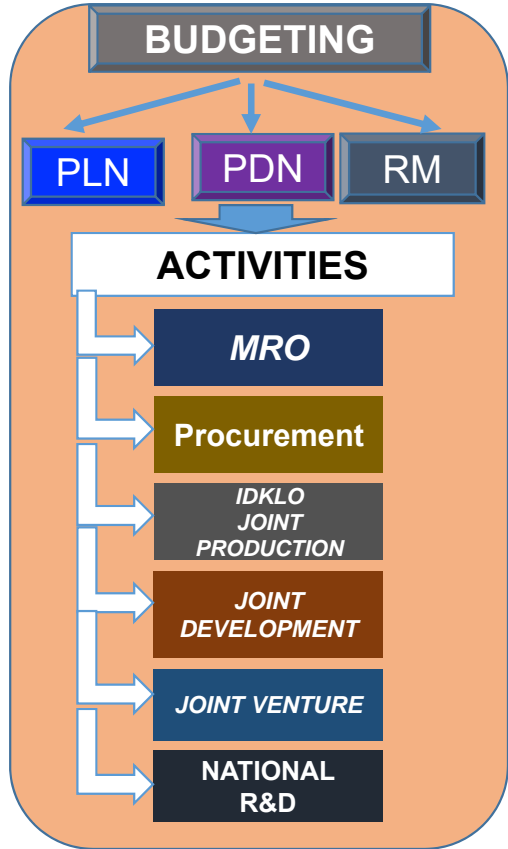 BUDGETING
PLN
PDN
RM
ACTIVITIES
MRO
Procurement
IDKLO
JOINT
PRODUCTION
JOINT
DEVELOPMENT
JOINT VENTURE
NATIONAL
R&D